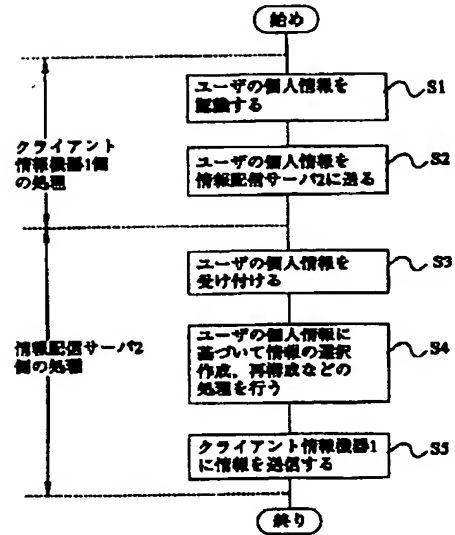 始め
ユーザの個人情報を
認識する
S1
クライアント
情報機器1側
の処理
ユーザの個人情報を
情報配信サーバ2に送る
S2
ユーザの個人情報を
受け付ける
S3
情報配信サーバ2
側の処理
ユーザの個人情報に
基づいて情報の選択
作成，再構成などの
処理を行う
S4
クライアント情報機器1
に情報を送信する
S5
終り